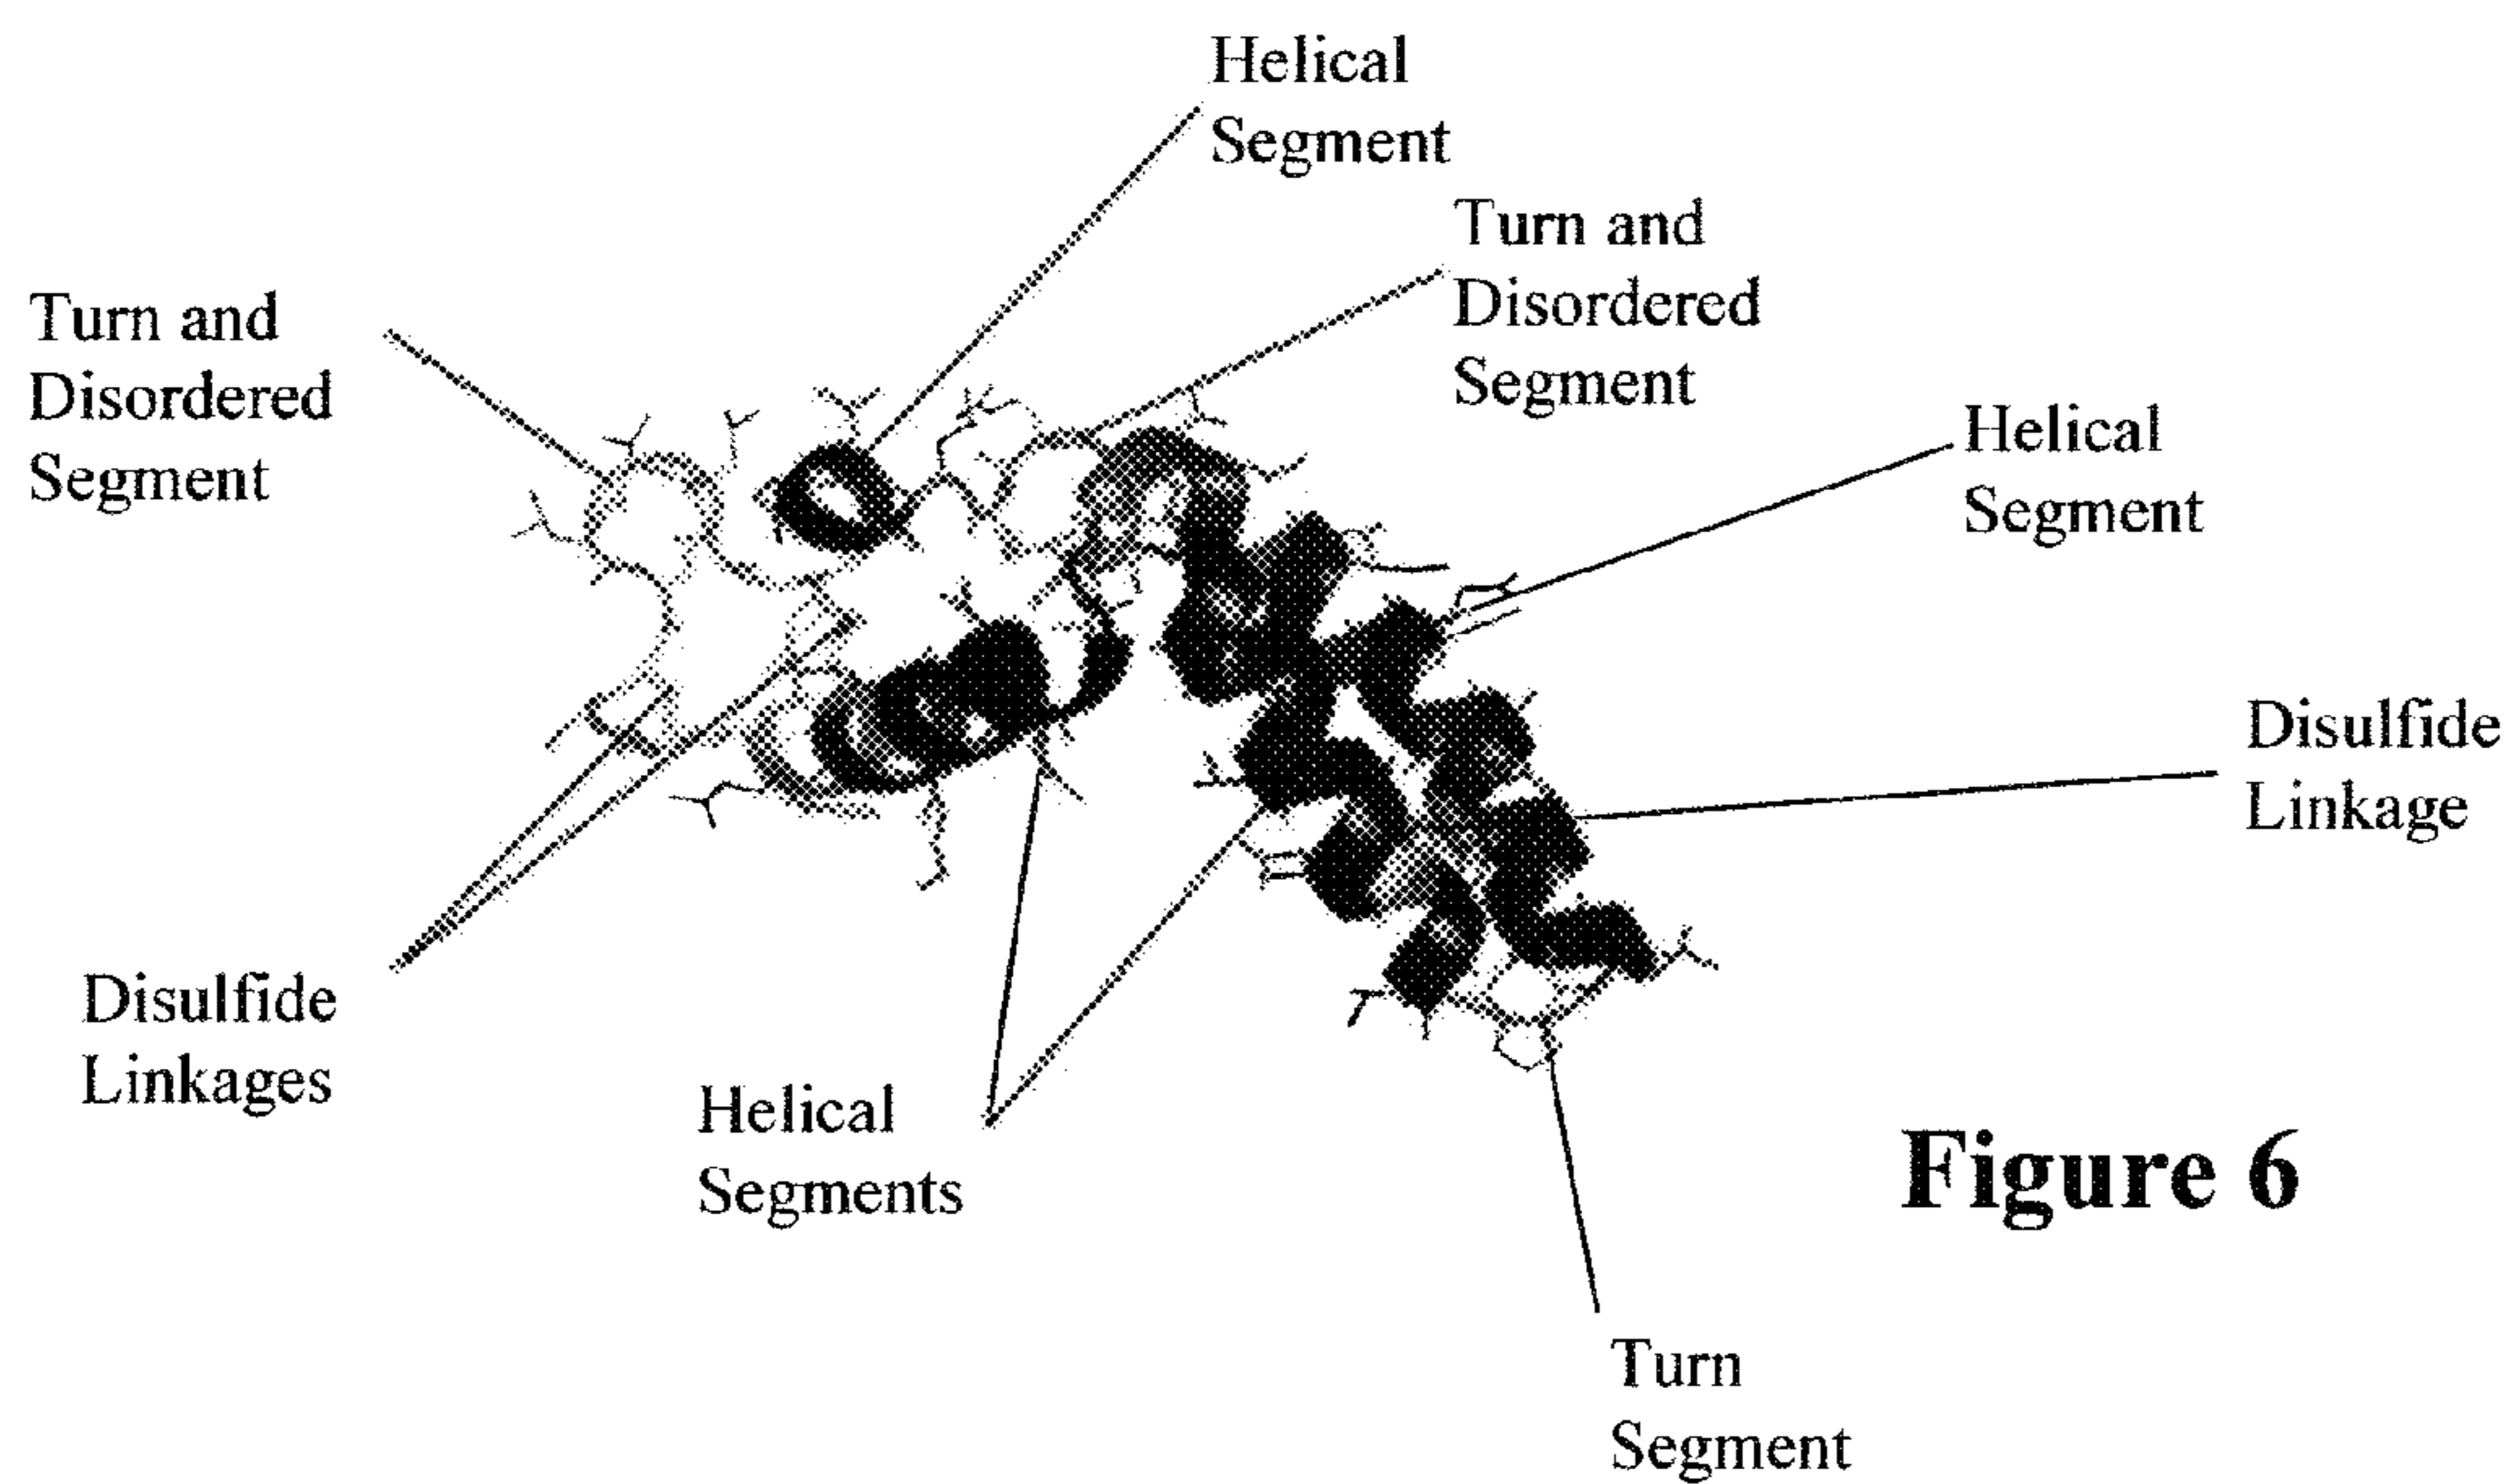 Helical
Segment
Turn and
Disordered
Segment
Turn and
Disordered
Segment
Helical
Segment
Disulfide
Linkage
Disulfide
Linkages
Helical
Segments
Figure 6
Turn
Segment